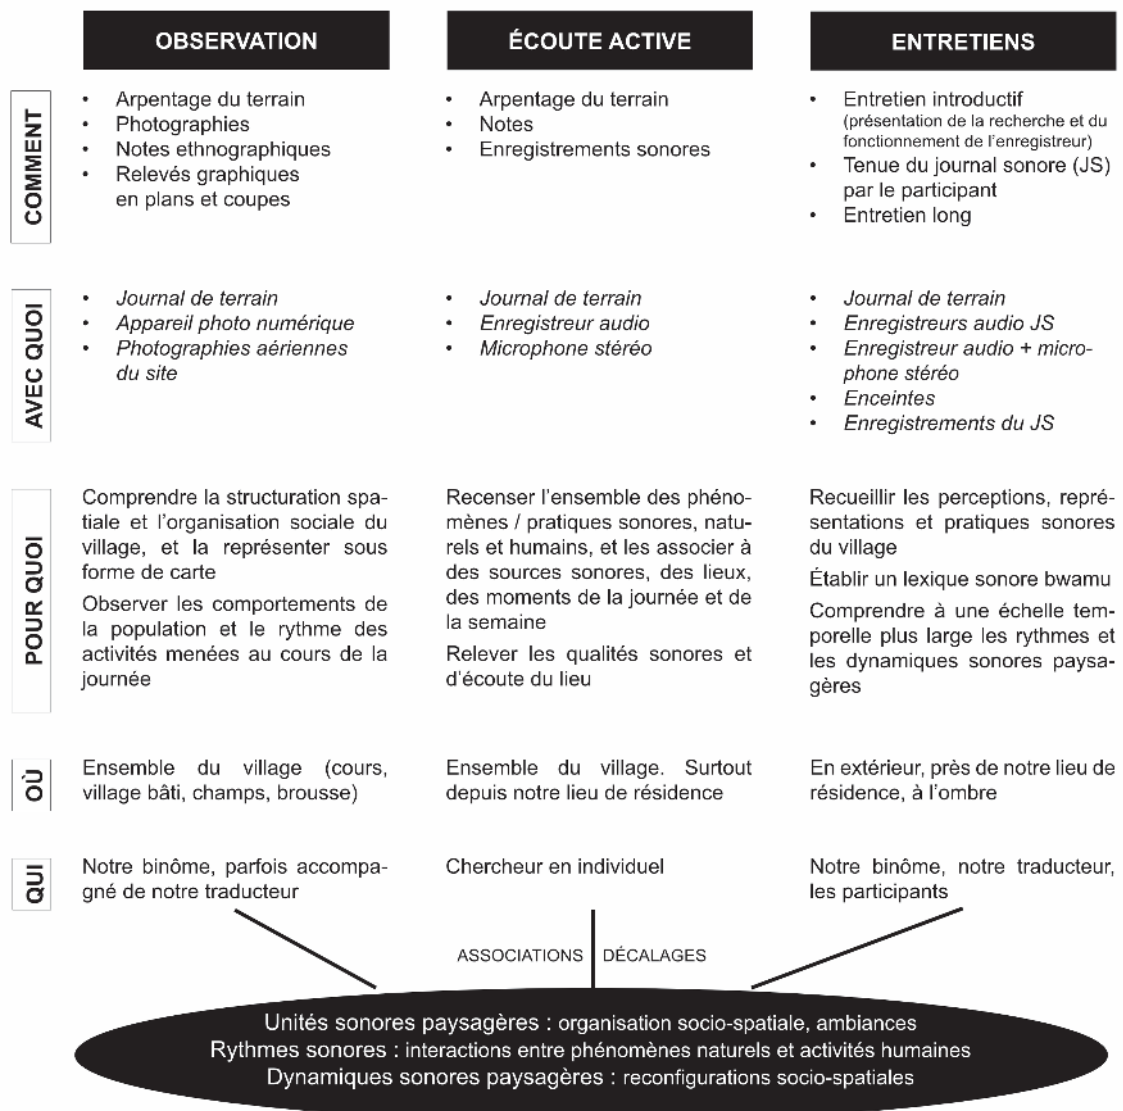 OBSERVATION
ÉCOUTE ACTIVE
ENTRETIENS
COMMENT
• Arpentage du terrain
• Photographies
• Notes ethnographiques
• Relevés graphiques
en plans et coupes
• Arpentage du terrain
• Notes
• Enregistrements sonores
• Entretien introductif
(présentation de la recherche et du
fonctionnement de l'enregistreur)
• Tenue du journal sonore (JS)
par le participant
• Entretien long
AVEC QUOI
• Journal de terrain
• Appareil photo numérique
• Photographies aériennes
du site
• Journal de terrain
• Enregistreur audio
• Microphone stéréo
• Journal de terrain
• Enregistreurs audio JS
• Enregistreur audio + micro-
phone stéréo
• Enceintes
• Enregistrements du JS
POUR QUOI
Comprendre la structuration spa-
tiale et l'organisation sociale du
village, et la représenter sous
forme de carte
Observer les comportements de
la population et le rythme des
activités menées au cours de la
journée
Recenser l'ensemble des phéno-
mènes / pratiques sonores, natu-
rels et humains, et les associer à
des sources sonores, des lieux,
des moments de la journée et de
la semaine
Relever les qualités sonores et
d'écoute du lieu
Recueillir les perceptions, repré-
sentations et pratiques sonores
du village
Établir un lexique sonore bwamu
Comprendre à une échelle tem-
porelle plus large les rythmes et
les dynamiques sonores paysa-
gères
OÙ
Ensemble du village (cours,
village bâti, champs, brousse)
Ensemble du village. Surtout
depuis notre lieu de résidence
En extérieur, près de notre lieu de
résidence, à l'ombre
QUI
Notre binôme, parfois accompa-
gné de notre traducteur
Chercheur en individuel
Notre binôme, notre traducteur,
les participants
ASSOCIATIONS
DÉCALAGES
Unités sonores paysagères : organisation socio-spatiale, ambiances
Rythmes sonores : interactions entre phénomènes naturels et activités humaines
Dynamiques sonores paysagères : reconfigurations socio-spatiales